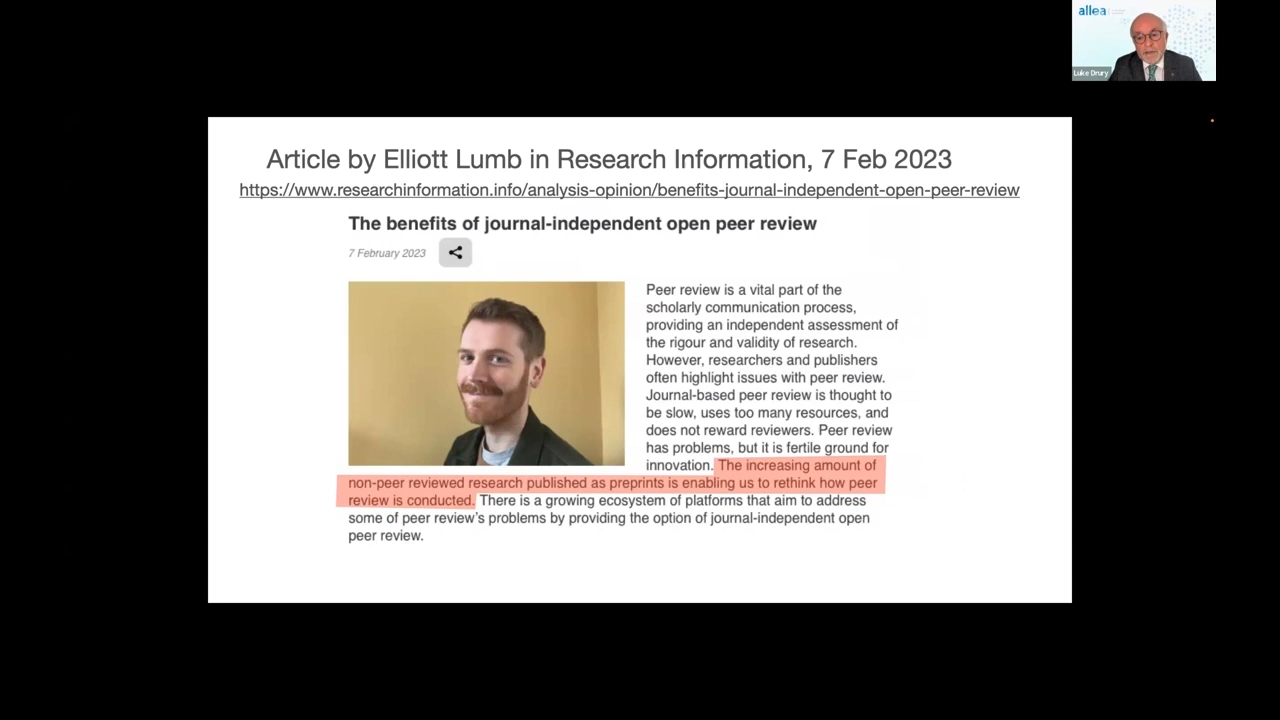 allea
Luke Drury
Article by Elliott Lumb in Research Information, 7 Feb 2023
https://www.researchinformation.info/analysis-opinion/benefits-journal-independent-open-peer-review
The benefits of journal-independent open peer review
7 February 2023
Peer review is a vital part of the
scholarly communication process,
providing an independent assessment of
the rigour and validity of research.
However, researchers and publishers
often highlight issues with peer review.
Journal-based peer review is thought to
be slow, uses too many resources, and
does not reward reviewers. Peer review
has problems, but it is fertile ground for
innovation. The increasing amount of
non-peer reviewed research published as preprints is enabling us to rethink how peer
review is conducted. There is a growing ecosystem of platforms that aim to address
some of peer review's problems by providing the option of journal-independent open
peer review.